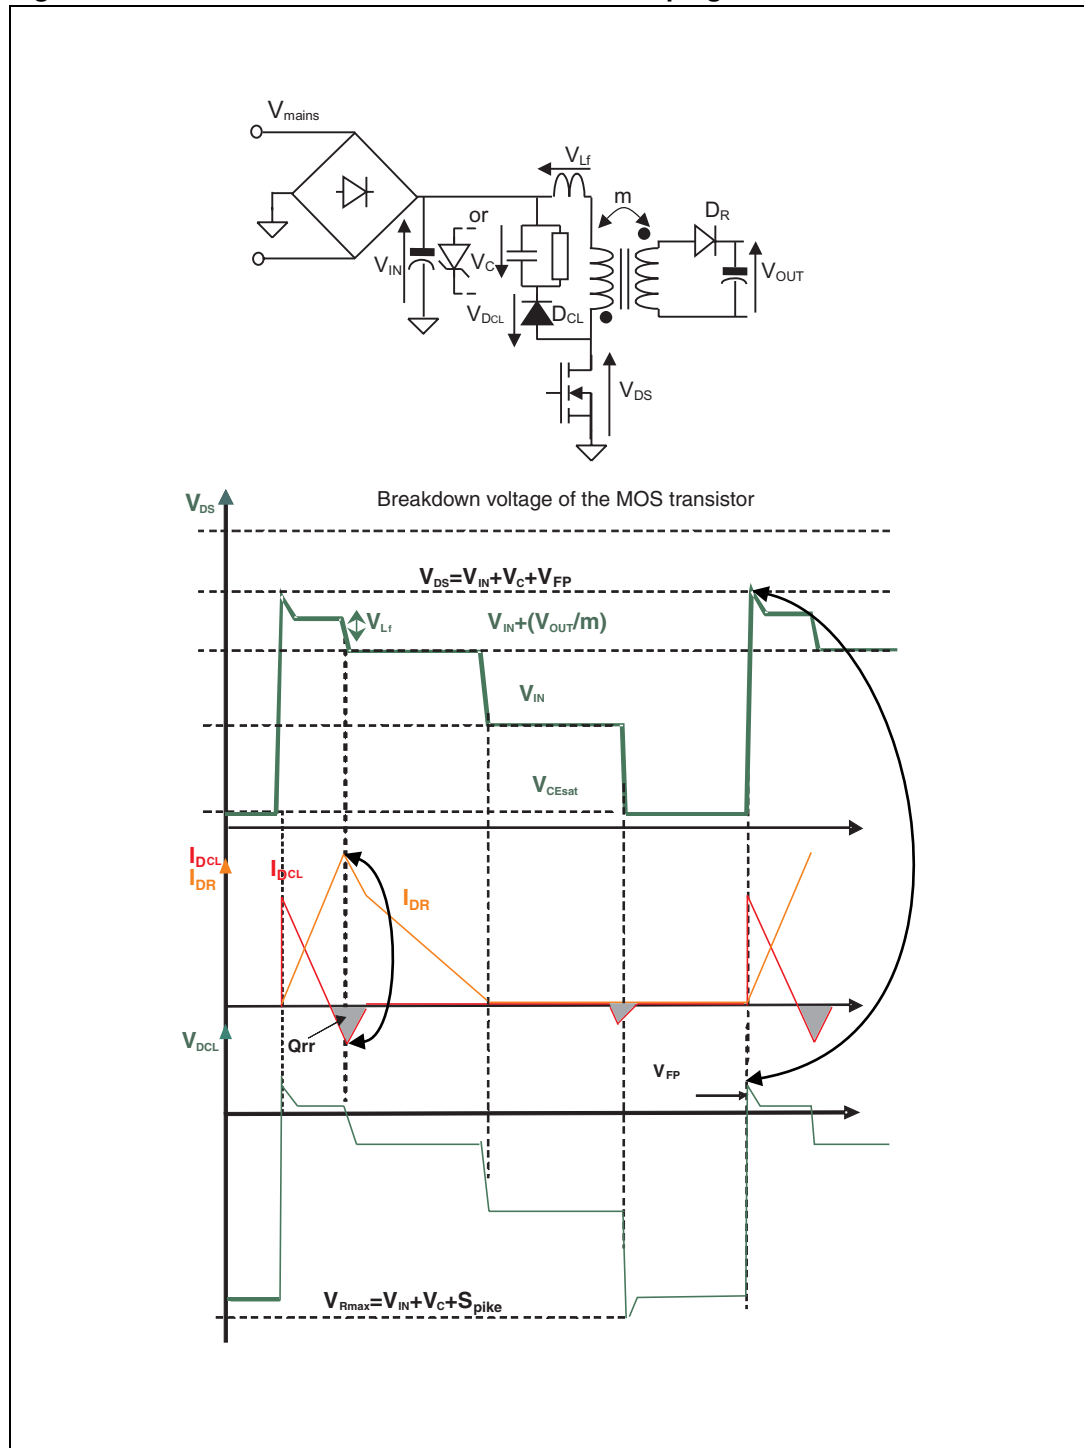 Vmains
VLf
m
DR
or
VIN
VC
VOUT
VDCL
DCL
VDS
VDS
Breakdown voltage of the MOS transistor
VDS=VIN+VC+VFP
VLf
VIN+(VOUT/m)
VIN
VCEsat
IDCL
IDR
IDCL
IDR
Qrr
VDCL
VFP
VRmax=VIN+VC+Spike